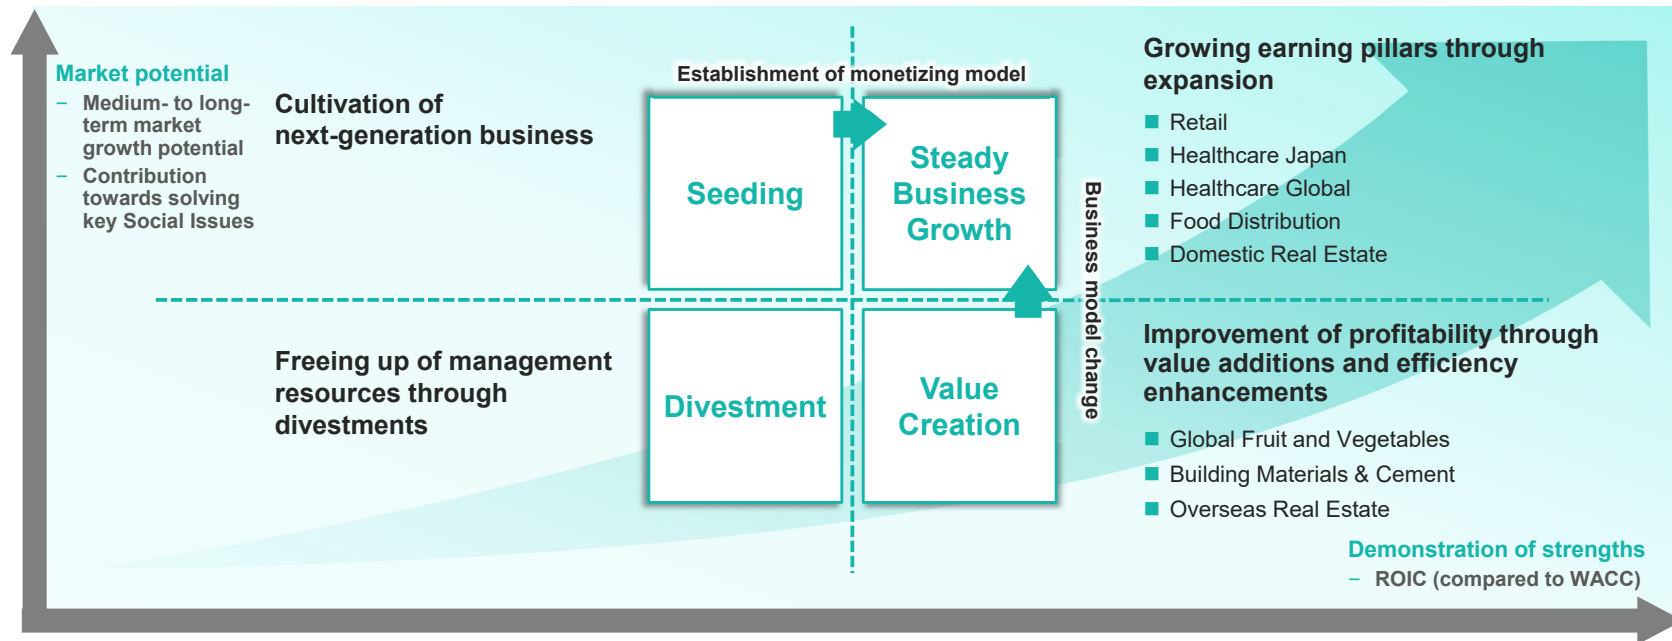 Market potential
– Medium- to long-
term market
growth potential
– Contribution
towards solving
key Social Issues
Cultivation of
next-generation business
Establishment of monetizing model
Seeding
Steady
Business
Growth
Business model change
Growing earning pillars through
expansion
■ Retail
■ Healthcare Japan
■ Healthcare Global
■ Food Distribution
■ Domestic Real Estate
Freeing up of management
resources through
divestments
Divestment
Value
Creation
Improvement of profitability through
value additions and efficiency
enhancements
■ Global Fruit and Vegetables
■ Building Materials & Cement
■ Overseas Real Estate
Demonstration of strengths
– ROIC (compared to WACC)